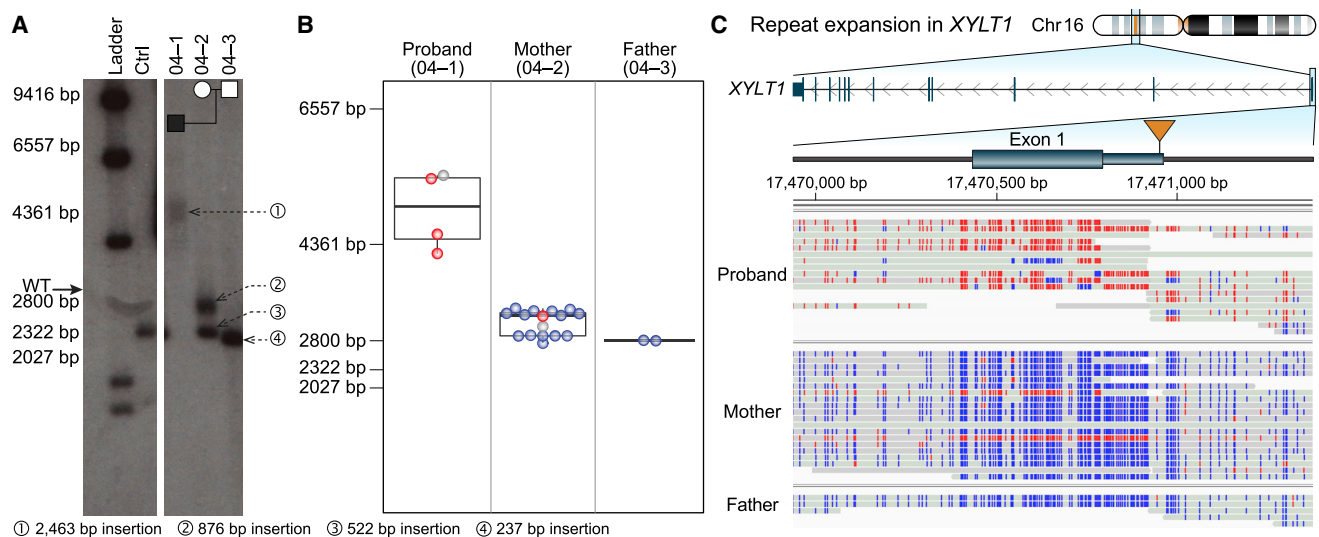 A
Ladder
Ctrl
04–1
04–2
04–3
9416 bp
6557 bp
4361 bp
WT
2800 bp
2322 bp
2027 bp
①
②
③
④
B
Proband
(04–1)
Mother
(04–2)
Father
(04–3)
6557 bp
4361 bp
2800 bp
2322 bp
2027 bp
① 2,463 bp insertion ② 876 bp insertion ③ 522 bp insertion ④ 237 bp insertion
C
Repeat expansion in XYLT1 Chr16
XYLT1
Exon 1
17,470,000 bp 17,470,500 bp 17,471,000 bp
Proband
Mother
Father